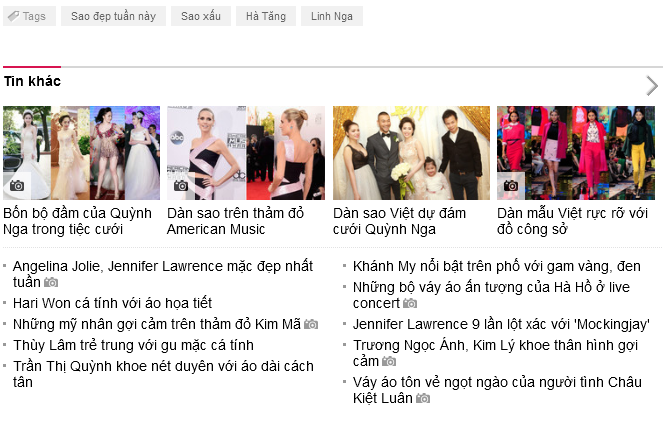 Tags Sao đẹp tuần này Sao xấu Hà Tăng Linh Nga
Tin khác
abc
Bốn bộ đầm của Quỳnh
Nga trong tiệc cưới
Dàn sao trên thảm đỏ
American Music
Dàn sao Việt dự đám
cưới Quỳnh Nga
Dàn mẫu Việt rực rỡ với
đồ công sở
Angelina Jolie, Jennifer Lawrence mặc đẹp nhất
tuần
Hari Won cá tính với áo họa tiết
Những mỹ nhân gợi cảm trên thảm đỏ Kim Mã
Thùy Lâm trẻ trung với gu mặc cá tính
Trần Thị Quỳnh khoe nét duyên với áo dài cách
tân
Khánh My nổi bật trên phố với gam vàng, đen
Những bộ váy áo ấn tượng của Hà Hồ ở live
concert
Jennifer Lawrence 9 lần lột xác với 'Mockingjay'
Trương Ngọc Ánh, Kim Lý khoe thân hình gợi
cảm
Váy áo tôn vẻ ngọt ngào của người tình Châu
Kiệt Luân